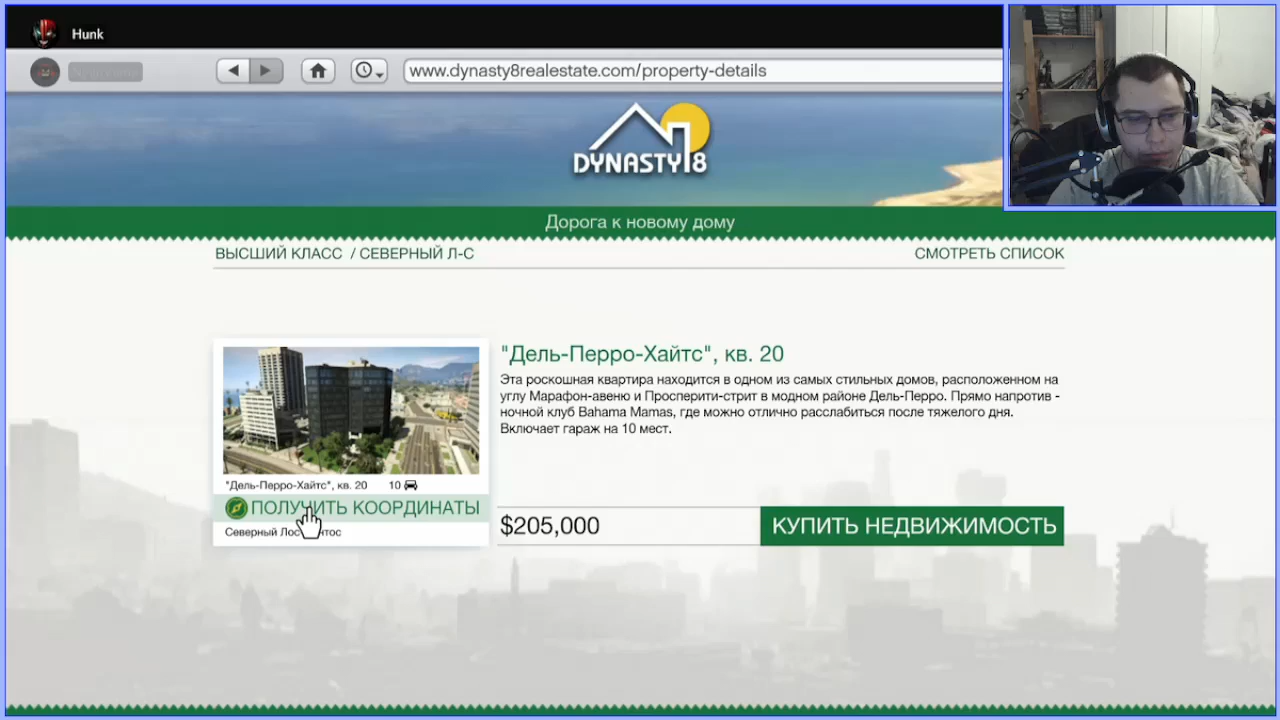 Hunk
www.dynasty8realestate.com/property-details
DYNASTY 8
Дорога к новому дому
ВЫСШИЙ КЛАСС / СЕВЕРНЫЙ Л-С
СМОТРЕТЬ СПИСОК
"Дель-Перро-Хайтс", кв. 20
Эта роскошная квартира находится в одном из самых стильных домов, расположенном на
углу Марафон-авеню и Просперити-стрит в модном районе Дель-Перро. Прямо напротив -
ночной клуб Bahama Mamas, где можно отлично расслабиться после тяжелого дня.
Включает гараж на 10 мест.
"Дель-Перро-Хайтс", кв. 20 10
ПОЛУЧИТЬ КООРДИНАТЫ
Северный
$205,000
КУПИТЬ НЕДВИЖИМОСТЬ